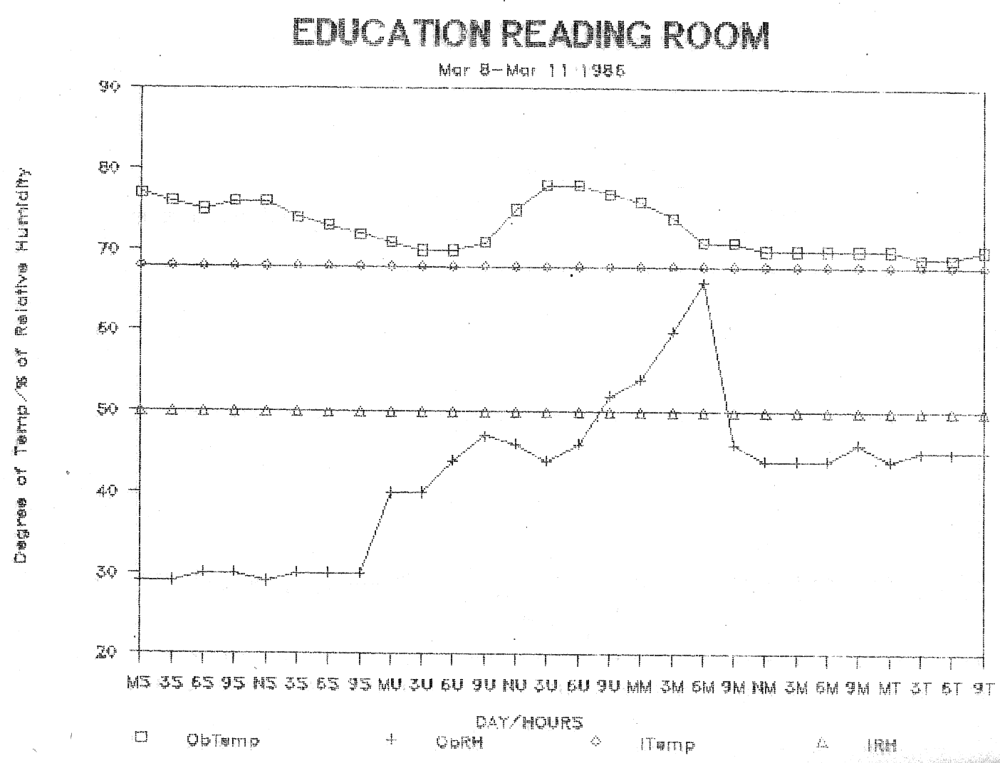 EDUCATION READING ROOM
Mar 8-Mar 11 1986
Degree of Temp/% of Relative Humidity
90
80
70
60
50
40
30
20
MS 3S 6S 9S NS 3S 6S 9S MU 3U 6U 9U NU 3U 6U 9U MM 3M 6M 9M NM 3M 6M 9M MT 3T 6T 9T
DAY/HOURS
ObTemp ObRH ITemp IRH